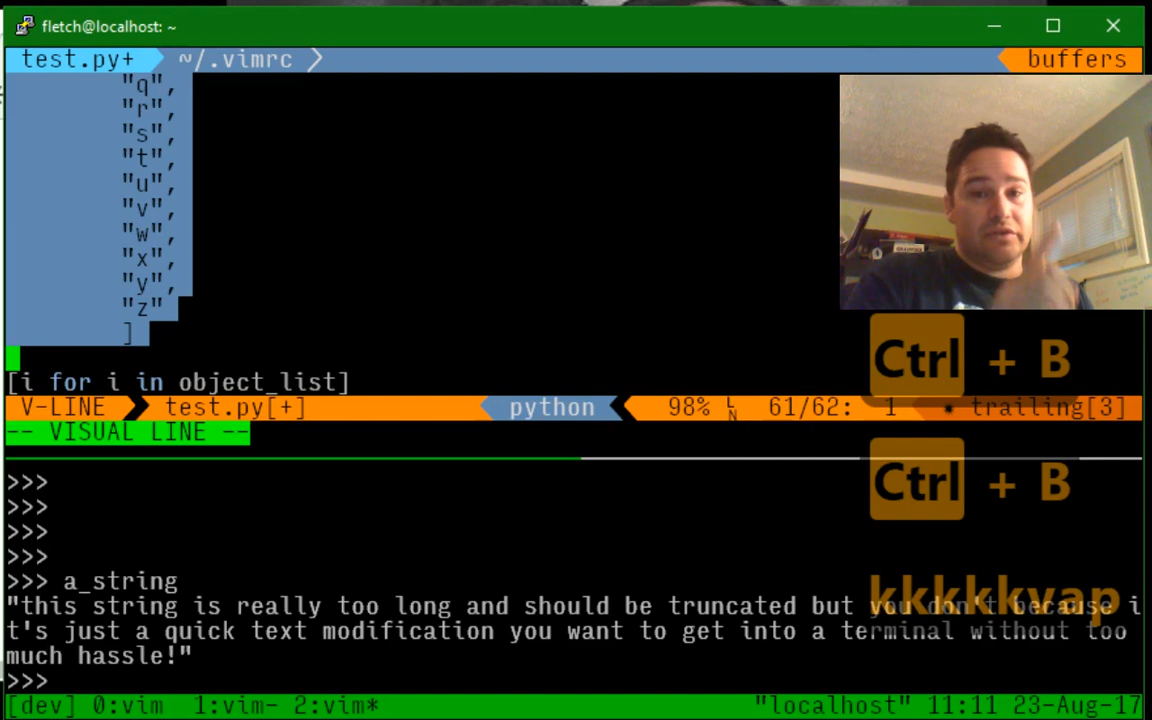 fletch@localhost: ~
test.py+ ~/.vimrc buffers
"q",
"r",
"s",
"t",
"u",
"v",
"w",
"x",
"y",
"z"
]
[i for i in object_list]
V-LINE test.py[+] python 98% LN 61/62: 1 trailing[3]
-- VISUAL LINE --
Ctrl + B
Ctrl + B
kkkkkvap
>>>
>>>
>>>
>>>
>>> a_string
"this string is really too long and should be truncated but you don't because i
t's just a quick text modification you want to get into a terminal without too
much hassle!"
>>>
[dev] 0:vim 1:vim- 2:vim* "localhost" 11:11 23-Aug-17